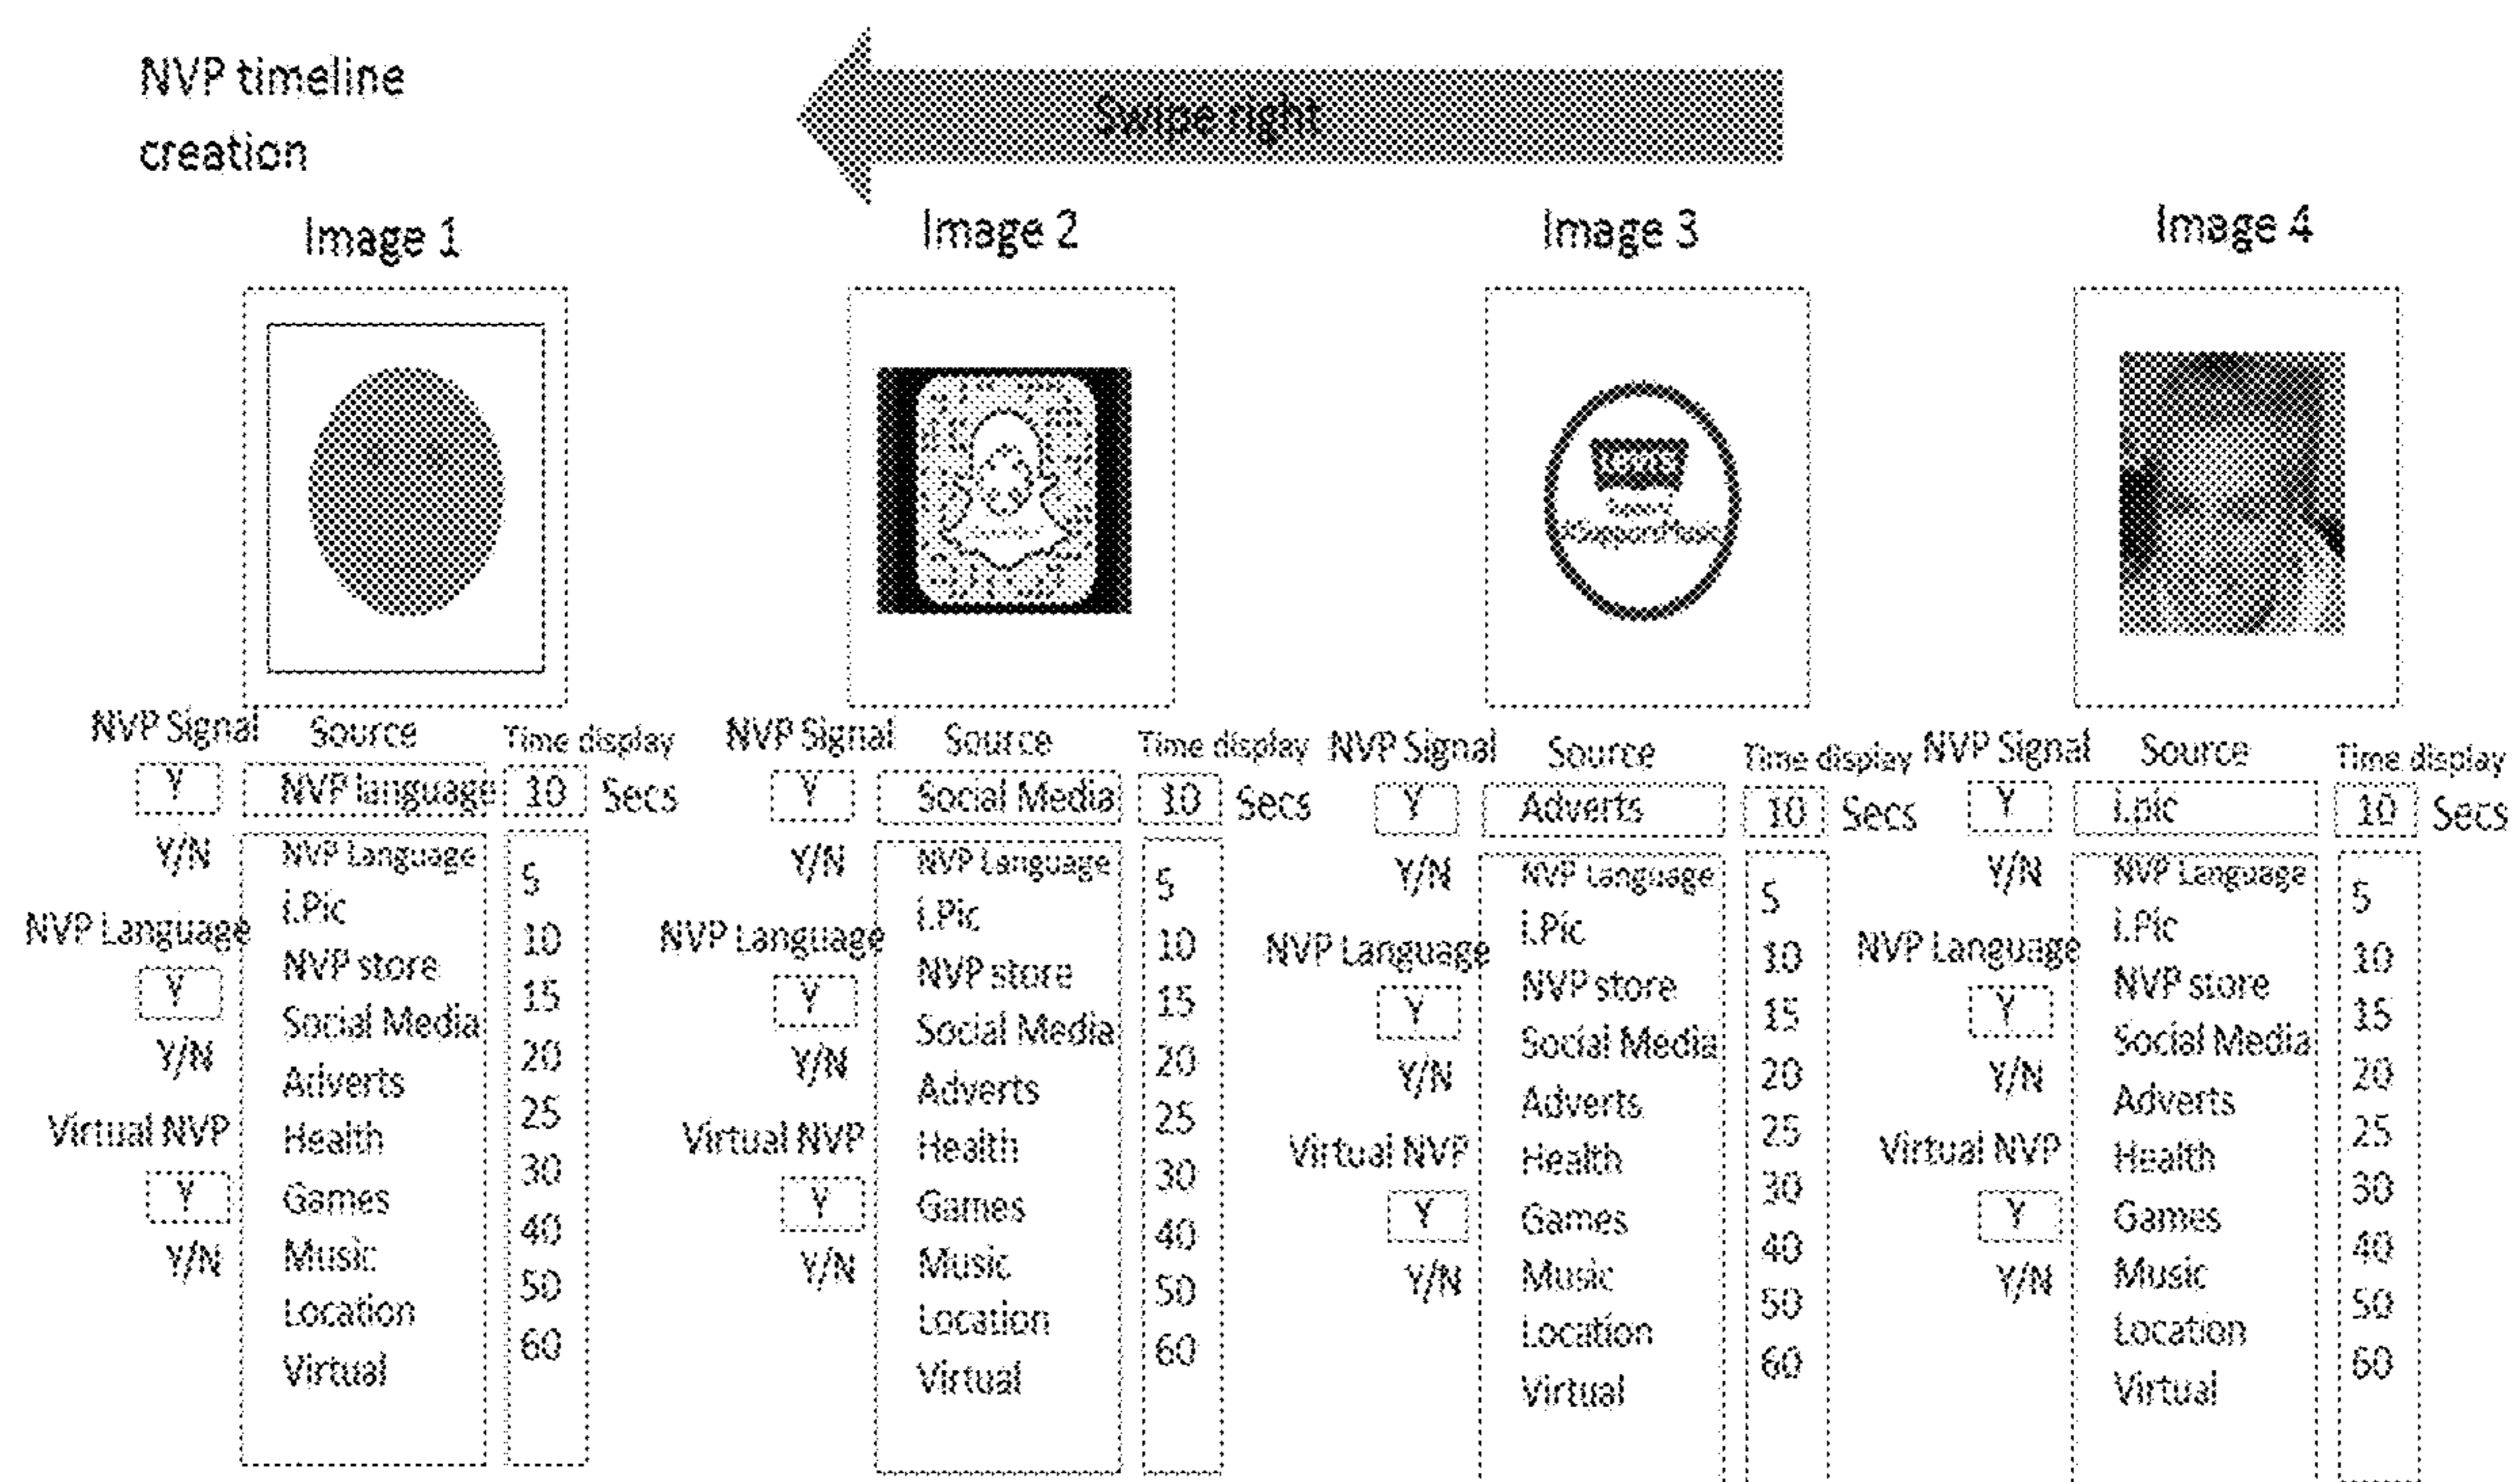 NVP timeline
creation
Swipe right
Image 1
Image 2
Image 3
Image 4
NVP Signal
Source
Time display
Y
NVP language
10
Secs
Y/N
NVP Language
Y
Y/N
Virtual NVP
Y
Y/N
NVP Language
i.Pic
NVP store
Social Media
Adverts
Health
Games
Music
Location
Virtual
5
10
15
20
25
30
40
50
60
NVP Signal
Source
Time display
Y
Social Media
10
Secs
Y/N
NVP Language
Y
Y/N
Virtual NVP
Y
Y/N
NVP Language
i.Pic
NVP store
Social Media
Adverts
Health
Games
Music
Location
Virtual
5
10
15
20
25
30
40
50
60
NVP Signal
Source
Time display
Y
Adverts
10
Secs
Y/N
NVP Language
Y
Y/N
Virtual NVP
Y
Y/N
NVP Language
i.Pic
NVP store
Social Media
Adverts
Health
Games
Music
Location
Virtual
5
10
15
20
25
30
40
50
60
NVP Signal
Source
Time display
Y
i.pic
10
Secs
Y/N
NVP Language
Y
Y/N
Virtual NVP
Y
Y/N
NVP Language
i.Pic
NVP store
Social Media
Adverts
Health
Games
Music
Location
Virtual
5
10
15
20
25
30
40
50
60